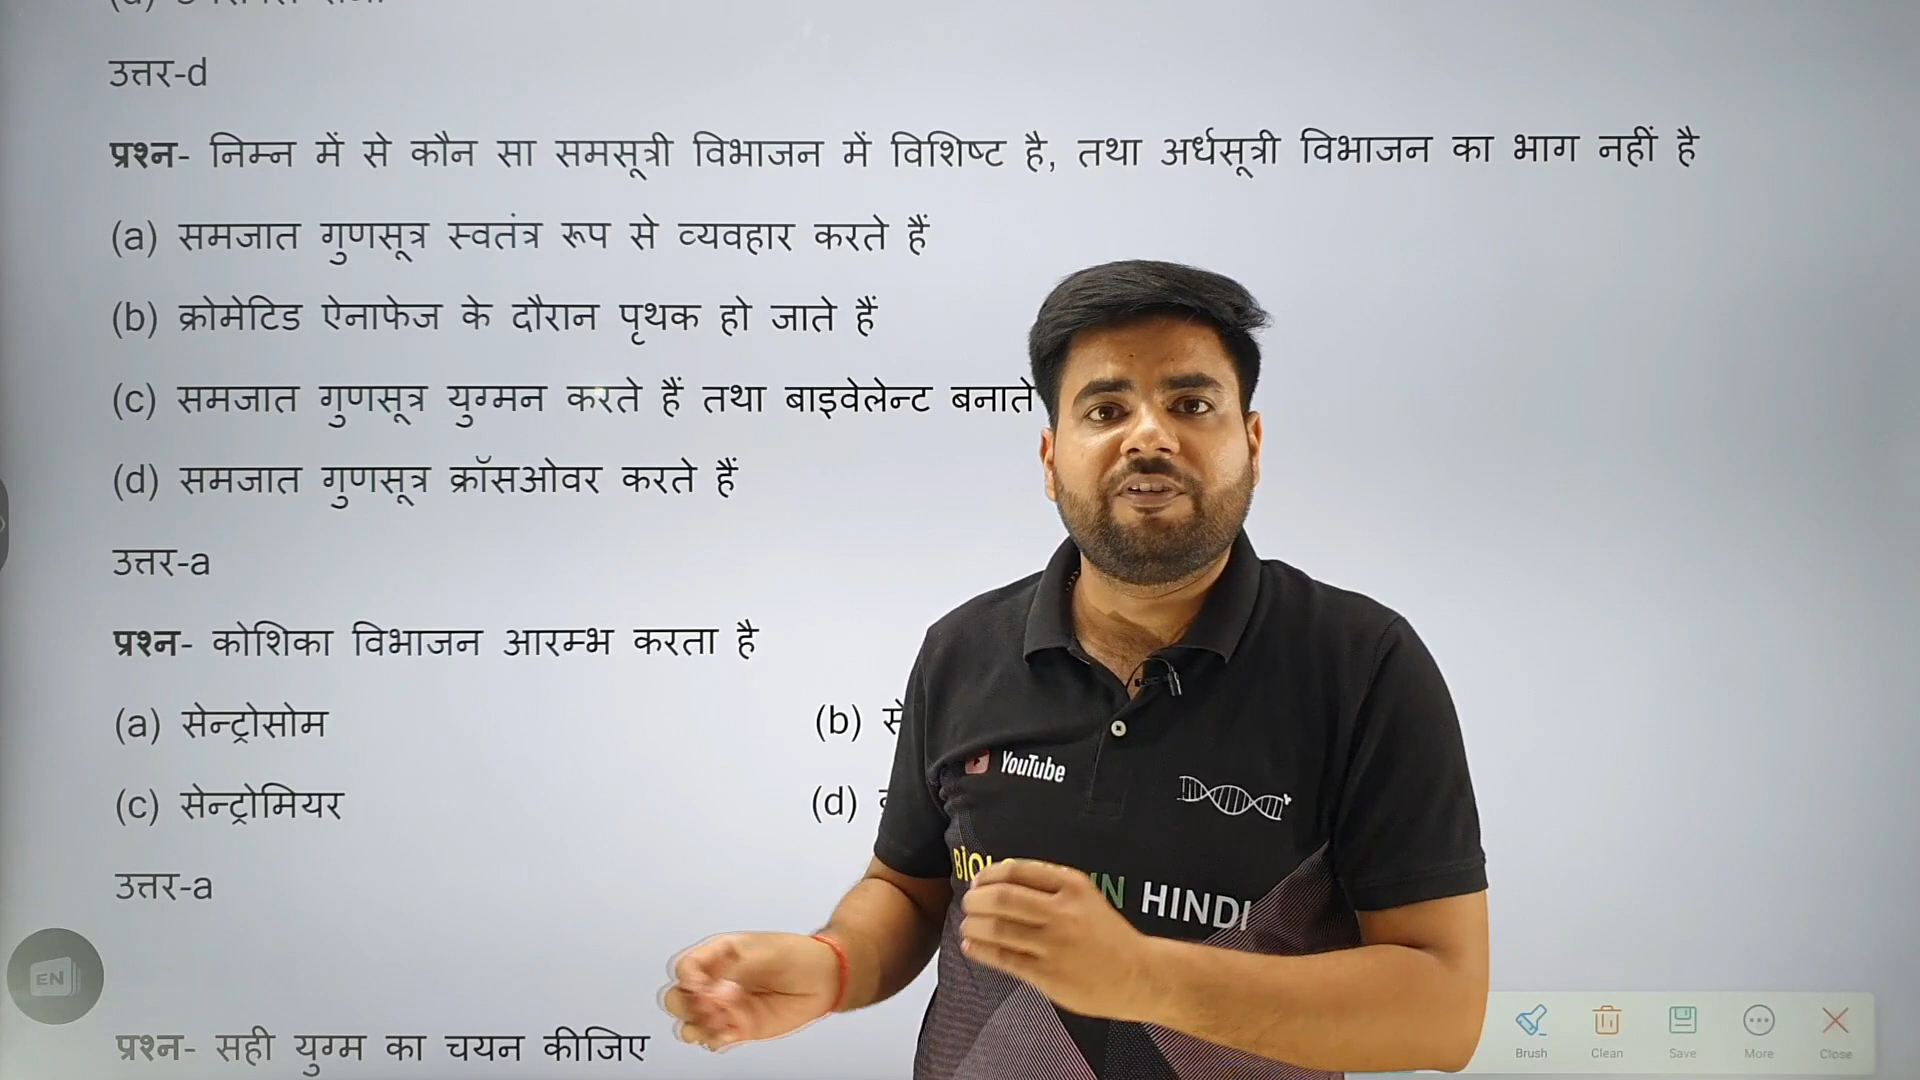 उत्तर-d
प्रश्न- निम्न में से कौन सा समसूत्री विभाजन में विशिष्ट है, तथा अर्धसूत्री विभाजन का भाग नहीं है
(a) समजात गुणसूत्र स्वतंत्र रूप से व्यवहार करते हैं
(b) क्रोमेटिड ऐनाफेज के दौरान पृथक हो जाते हैं
(c) समजात गुणसूत्र युग्मन करते हैं तथा बाइवेलेन्ट बनाते
(d) समजात गुणसूत्र क्रॉसओवर करते हैं
उत्तर-a
प्रश्न- कोशिका विभाजन आरम्भ करता है
(a) सेन्ट्रोसोम (b)
(c) सेन्ट्रोमियर (d)
उत्तर-a
प्रश्न- सही युग्म का चयन कीजिए
YouTube
IN HINDI
EN
Brush Clean Save More Close